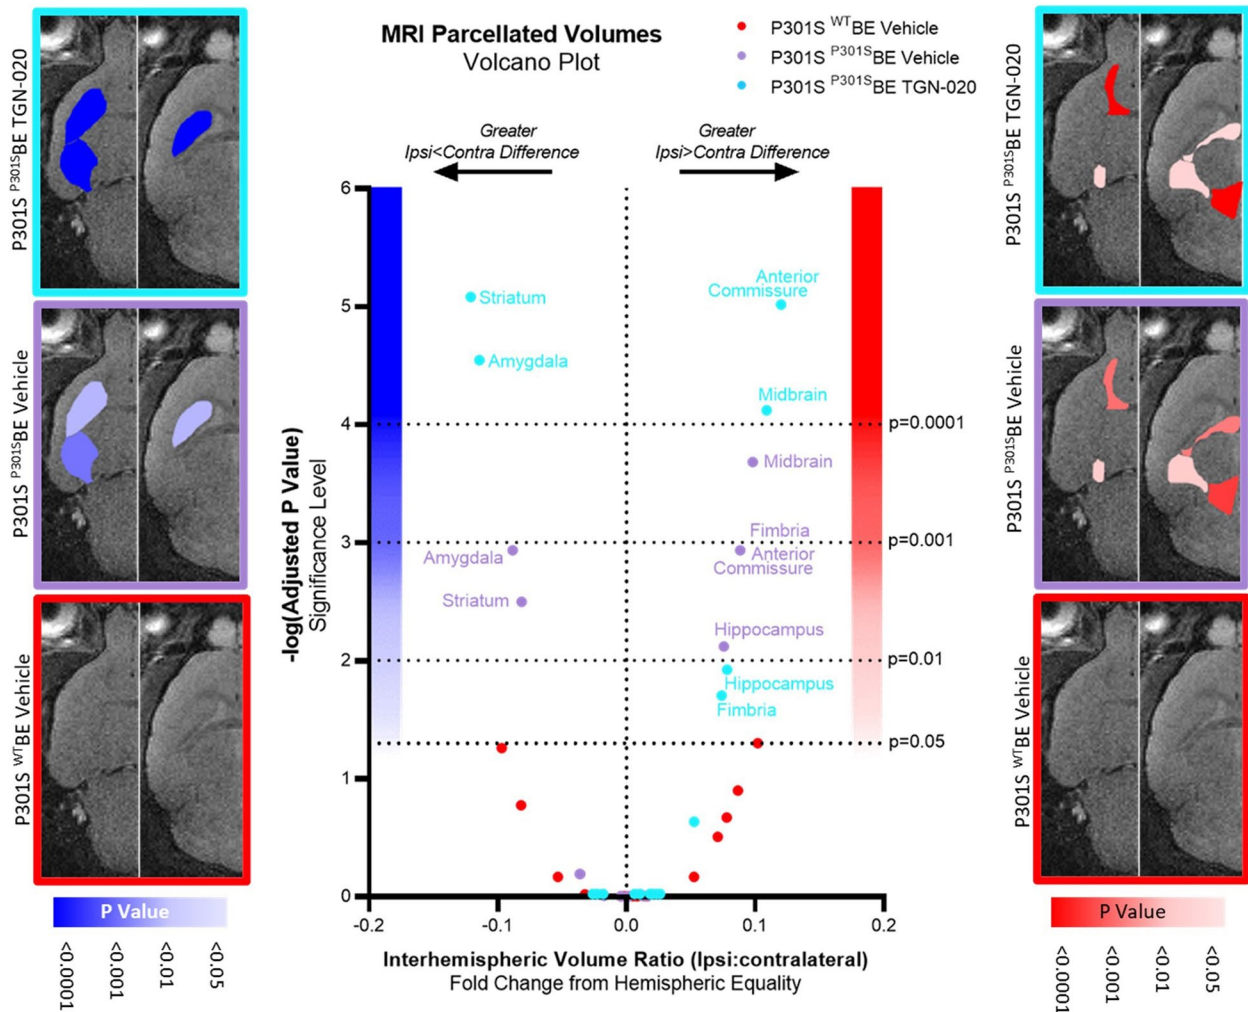 MRI Parcellated Volumes
Volcano Plot
P301S WTBE Vehicle
P301S P301SBE Vehicle
P301S P301SBE TGN-020
Greater
Ipsi<Contra Difference
Greater
Ipsi>Contra Difference
P301S P301SBE TGN-020
P301S P301SBE Vehicle
P301S WTBE Vehicle
P Value
<0.0001
<0.001
<0.01
<0.05
-log(Adjusted P Value)
Significance Level
6
5
4
3
2
1
0
Striatum
Amygdala
Anterior
Commissure
Midbrain
Midbrain
Fimbria
Anterior
Commissure
Amygdala
Striatum
Hippocampus
Hippocampus
Fimbria
p=0.0001
p=0.001
p=0.01
p=0.05
-0.2
-0.1
0.0
0.1
0.2
Interhemispheric Volume Ratio (Ipsi:contralateral)
Fold Change from Hemispheric Equality
P301S P301SBE TGN-020
P301S P301SBE Vehicle
P301S WTBE Vehicle
P Value
<0.0001
<0.001
<0.01
<0.05